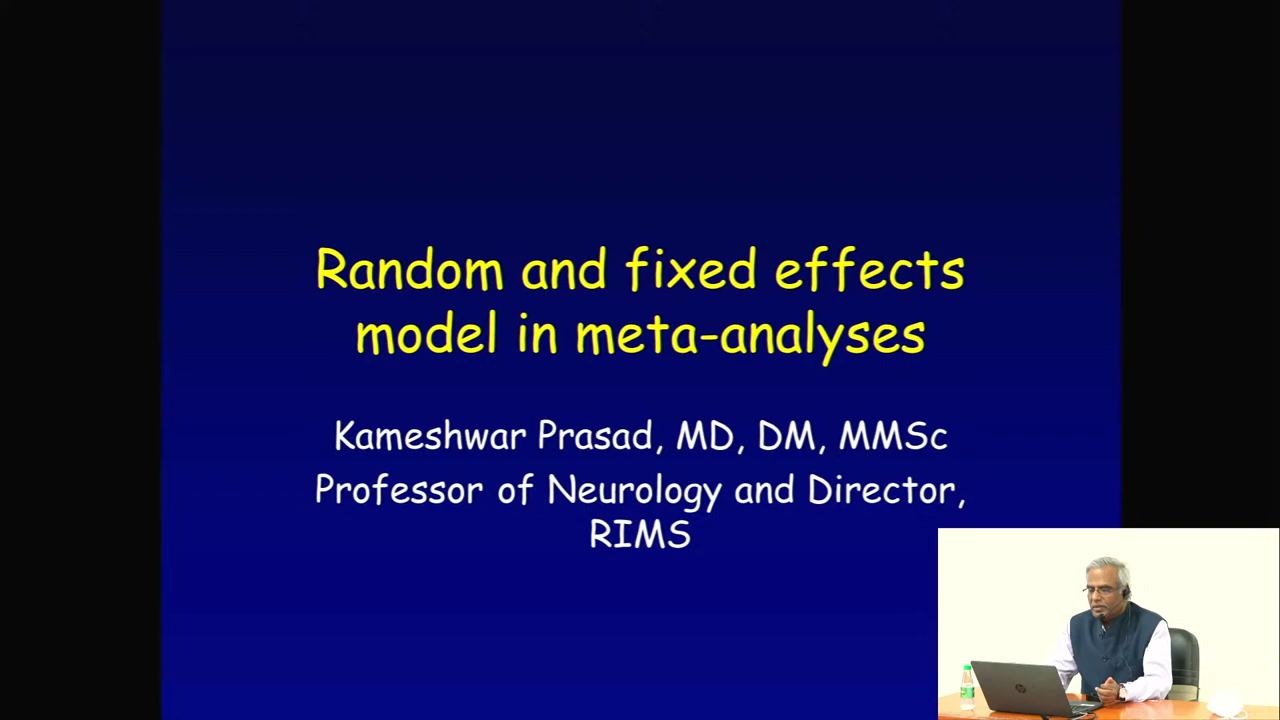 Random and fixed effects
model in meta-analyses
Kameshwar Prasad, MD, DM, MMSc
Professor of Neurology and Director,
RIMS